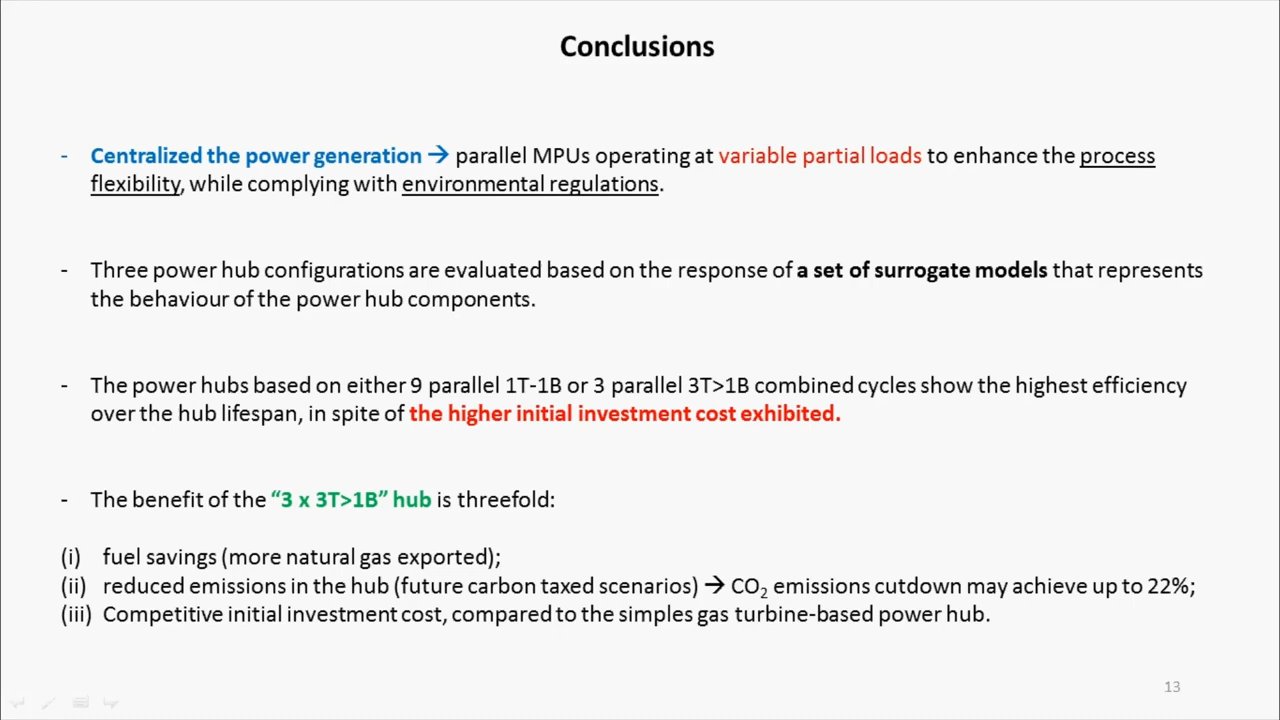 Conclusions
- Centralized the power generation → parallel MPUs operating at variable partial loads to enhance the process
flexibility, while complying with environmental regulations.
- Three power hub configurations are evaluated based on the response of a set of surrogate models that represents
the behaviour of the power hub components.
- The power hubs based on either 9 parallel 1T-1B or 3 parallel 3T>1B combined cycles show the highest efficiency
over the hub lifespan, in spite of the higher initial investment cost exhibited.
- The benefit of the “3 x 3T>1B” hub is threefold:
(i) fuel savings (more natural gas exported);
(ii) reduced emissions in the hub (future carbon taxed scenarios) → CO2 emissions cutdown may achieve up to 22%;
(iii) Competitive initial investment cost, compared to the simples gas turbine-based power hub.
13